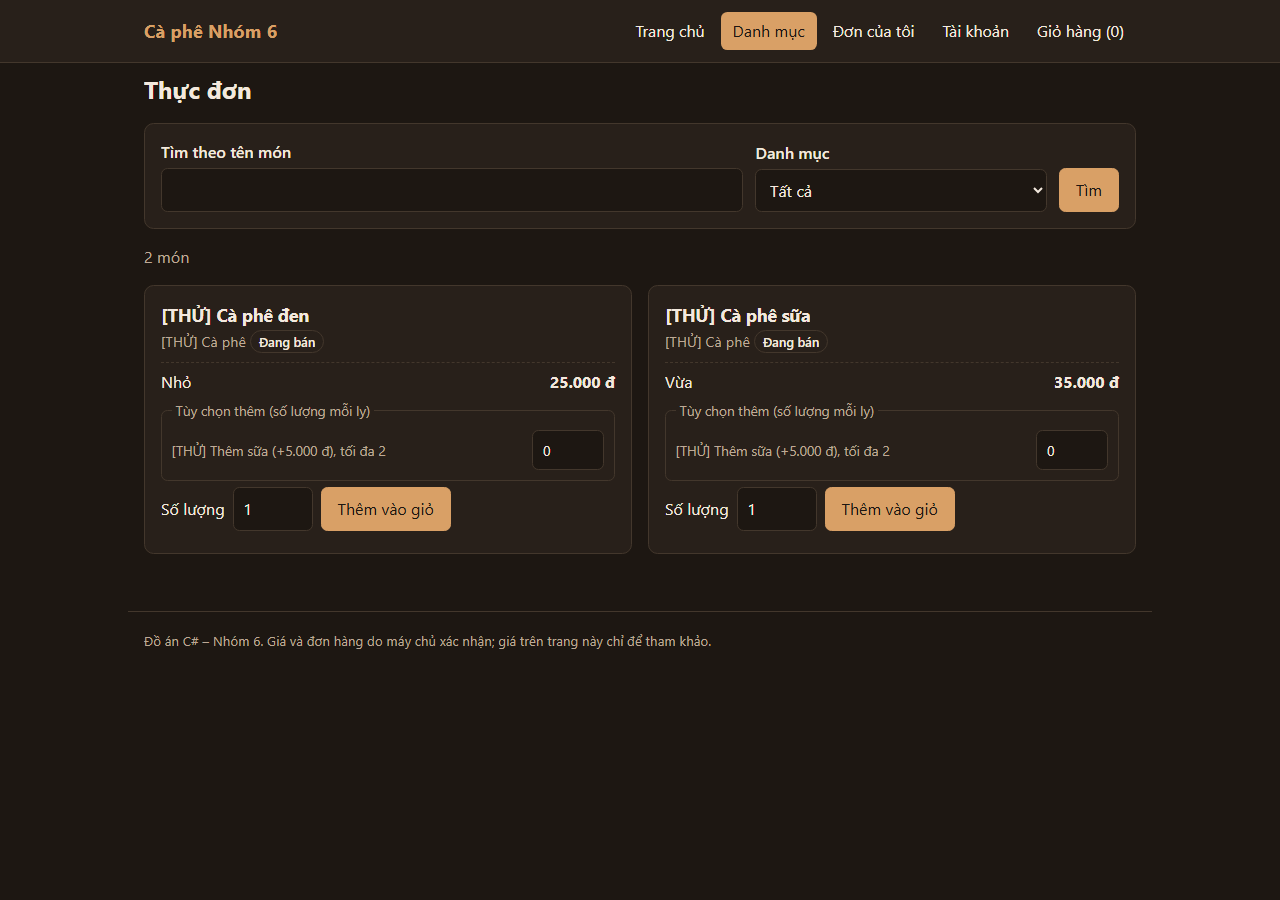 Cà phê Nhóm 6
Trang chủ
Danh mục
Đơn của tôi
Tài khoản
Giỏ hàng (0)
Thực đơn
Tìm theo tên món
Danh mục
Tất cả
Tìm
2 món
[THỬ] Cà phê đen
[THỬ] Cà phê Đang bán
Nhỏ 25.000 đ
Tùy chọn thêm (số lượng mỗi ly)
[THỬ] Thêm sữa (+5.000 đ), tối đa 2 0
Số lượng 1 Thêm vào giỏ
[THỬ] Cà phê sữa
[THỬ] Cà phê Đang bán
Vừa 35.000 đ
Tùy chọn thêm (số lượng mỗi ly)
[THỬ] Thêm sữa (+5.000 đ), tối đa 2 0
Số lượng 1 Thêm vào giỏ
Đồ án C# – Nhóm 6. Giá và đơn hàng do máy chủ xác nhận; giá trên trang này chỉ để tham khảo.